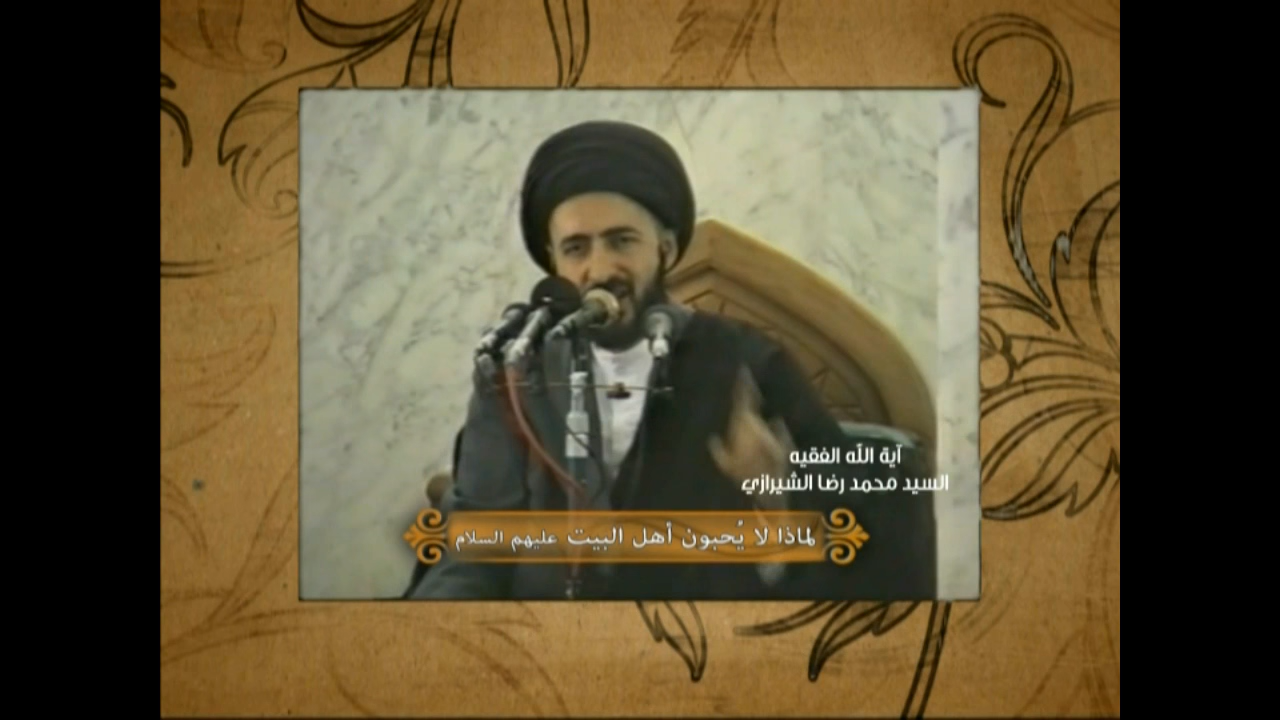 آية الله الفقيه
السيد محمد رضا الشيرازي
لماذا لا يُحبون أهل البيت عليهم السلام